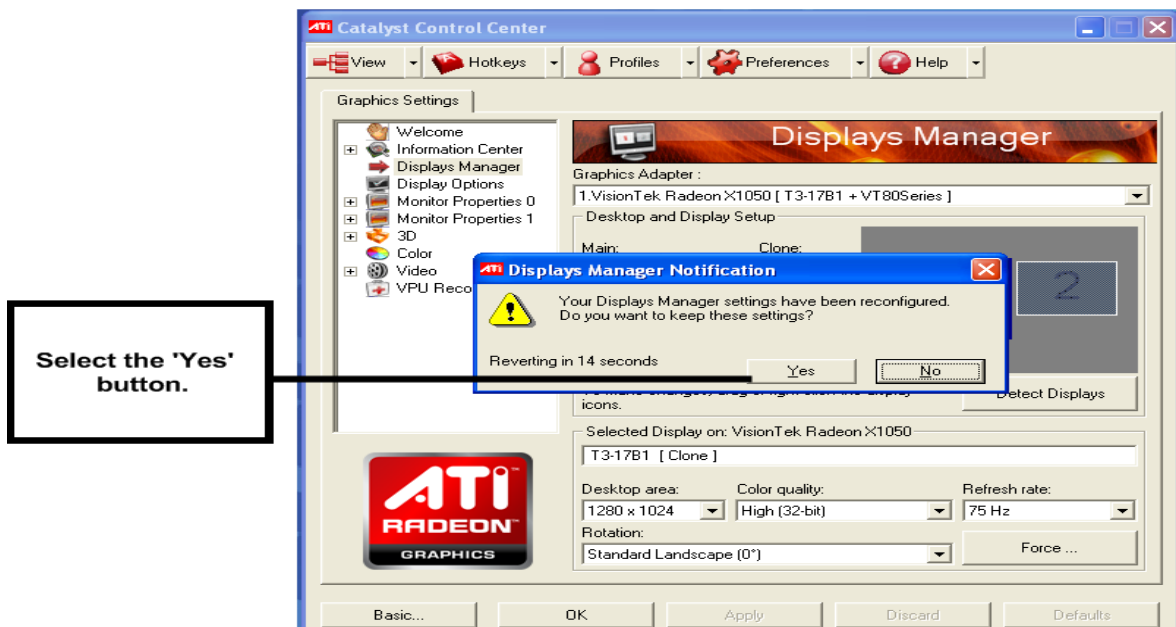 ATI Catalyst Control Center
View Hotkeys Profiles Preferences Help
Graphics Settings
Welcome
Information Center
Displays Manager
Display Options
Monitor Properties 0
Monitor Properties 1
3D
Color
Video
VPU Reco
Displays Manager
Graphics Adapter :
1.VisionTek Radeon X1050 [ T3-17B1 + VT80Series ]
Desktop and Display Setup
Main: Clone:
2
ATI Displays Manager Notification
Your Displays Manager settings have been reconfigured.
Do you want to keep these settings?
Reverting in 14 seconds
Yes No
Select the 'Yes'
button.
icons.
Detect Displays
Selected Display on: VisionTek Radeon X1050
T3-17B1 [ Clone ]
Desktop area: Color quality: Refresh rate:
1280 x 1024 High (32-bit) 75 Hz
Rotation:
Standard Landscape (0°)
Force ...
ATI
RADEON
GRAPHICS
Basic... OK Apply Discard Defaults